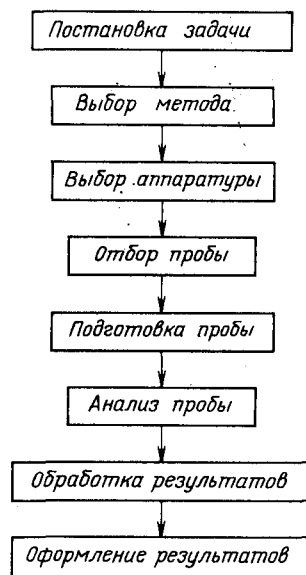 Постановка задачи
Выбор метода
Выбор аппаратуры
Отбор пробы
Подготовка пробы
Анализ пробы
Обработка результатов
Оформление результатов